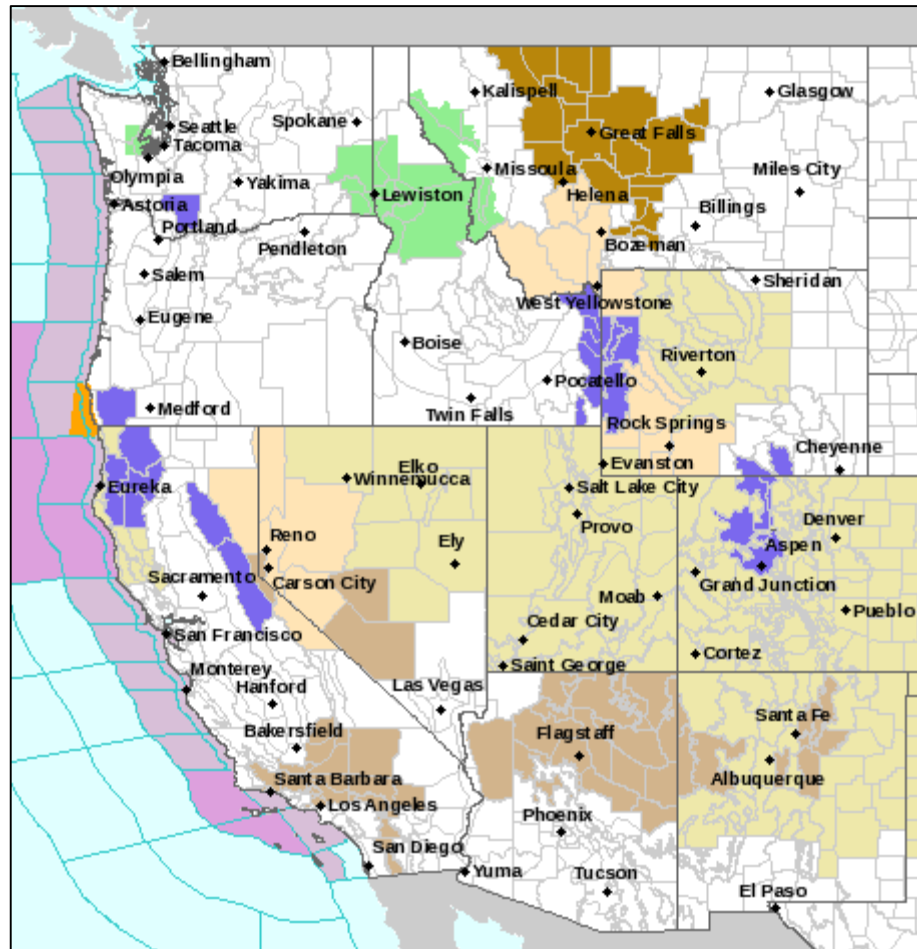 Bellingham
Kalispell
Glasgow
Seattle
Spokane
Great Falls
Tacoma
Olympia
Missoula
Miles City
Yakima
Lewiston
Helena
Astoria
Portland
Pendleton
Bozeman
Billings
Salem
Sheridan
West Yellowstone
Eugene
Boise
Riverton
Pocatello
Medford
Twin Falls
Rock Springs
Cheyenne
Elko
Evanston
Winnemucca
Eureka
Salt Lake City
Provo
Denver
Reno
Ely
Aspen
Carson City
Sacramento
Grand Junction
Moab
Pueblo
San Francisco
Cedar City
Cortez
Saint George
Monterey
Hanford
Las Vegas
Santa Fe
Bakersfield
Flagstaff
Albuquerque
Santa Barbara
Los Angeles
Phoenix
San Diego
Yuma
Tucson
El Paso